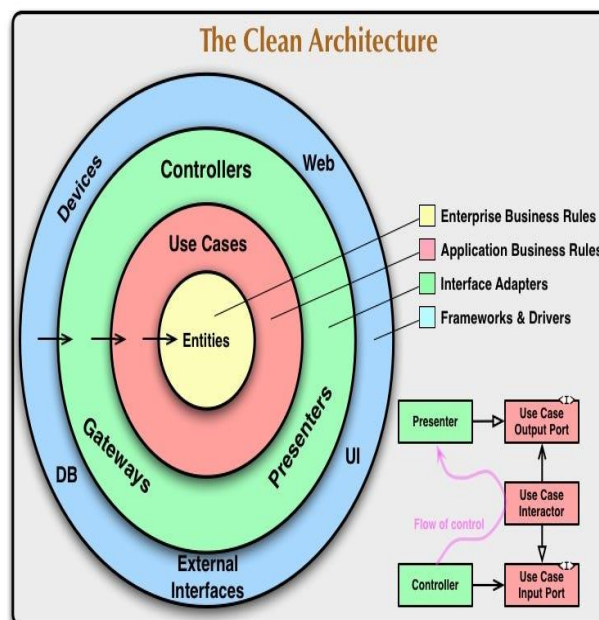 The Clean Architecture
Devices
Web
Controllers
Use Cases
Entities
Gateways
Presenters
DB
UI
External
Interfaces
Enterprise Business Rules
Application Business Rules
Interface Adapters
Frameworks & Drivers
Presenter
<I>
Use Case
Output Port
Flow of control
Use Case
Interactor
Controller
<I>
Use Case
Input Port